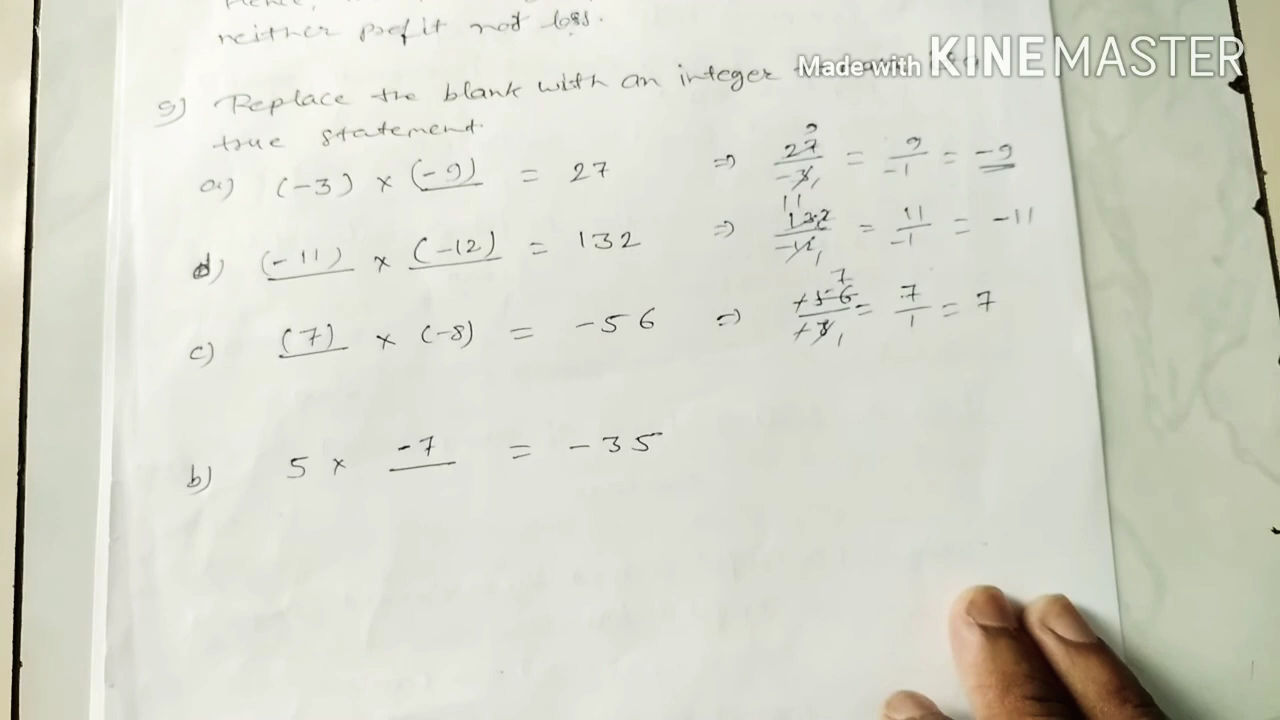 neither profit not loss.
Made with KINEMASTER
9) Replace the blank with an integer
true statement.
a) (-3) × (-9) = 27 => 27/-3 = 9/-1 = -9
d) (-11) × (-12) = 132 => 132/-12 = 11/-1 = -11
c) (7) × (-8) = -56 => +56/+8 = 7/1 = 7
b) 5 × -7 = -35